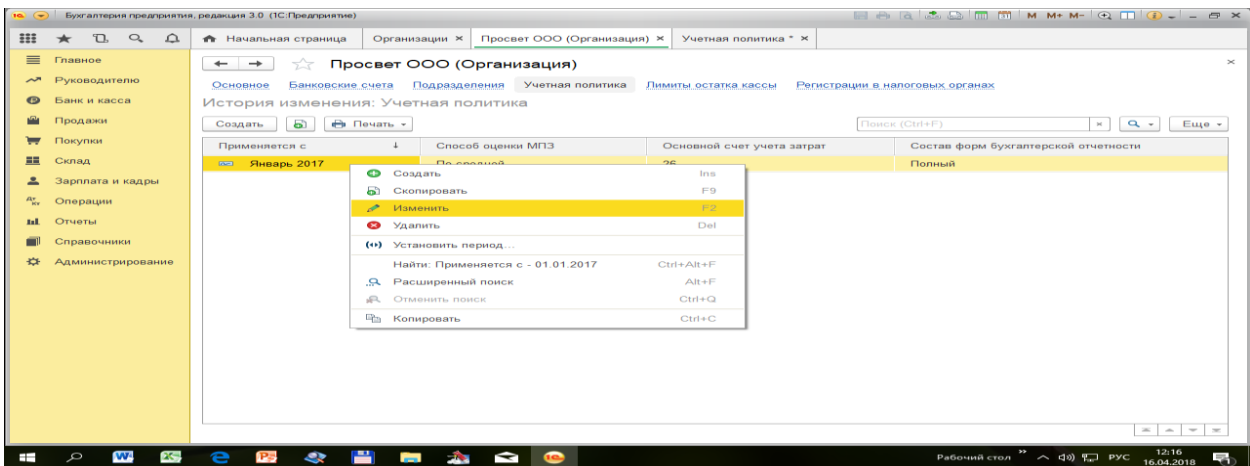 1С Бухгалтерия предприятия, редакция 3.0 (1С:Предприятие) M M+ M-
Начальная страница Организации × Просвет ООО (Организация) × Учетная политика * ×
Главное
Руководителю
Банк и касса
Продажи
Покупки
Склад
Зарплата и кадры
Операции
Отчеты
Справочники
Администрирование
Просвет ООО (Организация)
Основное Банковские счета Подразделения Учетная политика Лимиты остатка кассы Регистрации в налоговых органах
История изменения: Учетная политика
Создать Печать Поиск (Ctrl+F) × Еще
Применяется с ↓ Способ оценки МПЗ Основной счет учета затрат Состав форм бухгалтерской отчетности
Январь 2017 По средней 26 Полный
Создать Ins
Скопировать F9
Изменить F2
Удалить Del
Установить период...
Найти: Применяется с - 01.01.2017 Ctrl+Alt+F
Расширенный поиск Alt+F
Отменить поиск Ctrl+Q
Копировать Ctrl+C
Рабочий стол РУС 12:16
16.04.2018